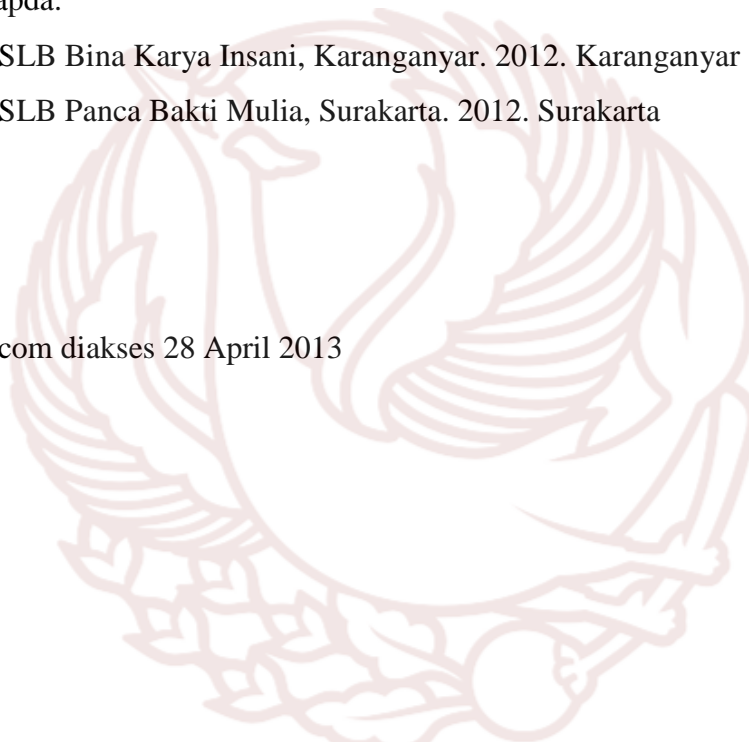 SLB Bina Karya Insani, Karanganyar. 2012. Karanganyar
SLB Panca Bakti Mulia, Surakarta. 2012. Surakarta
com diakses 28 April 2013